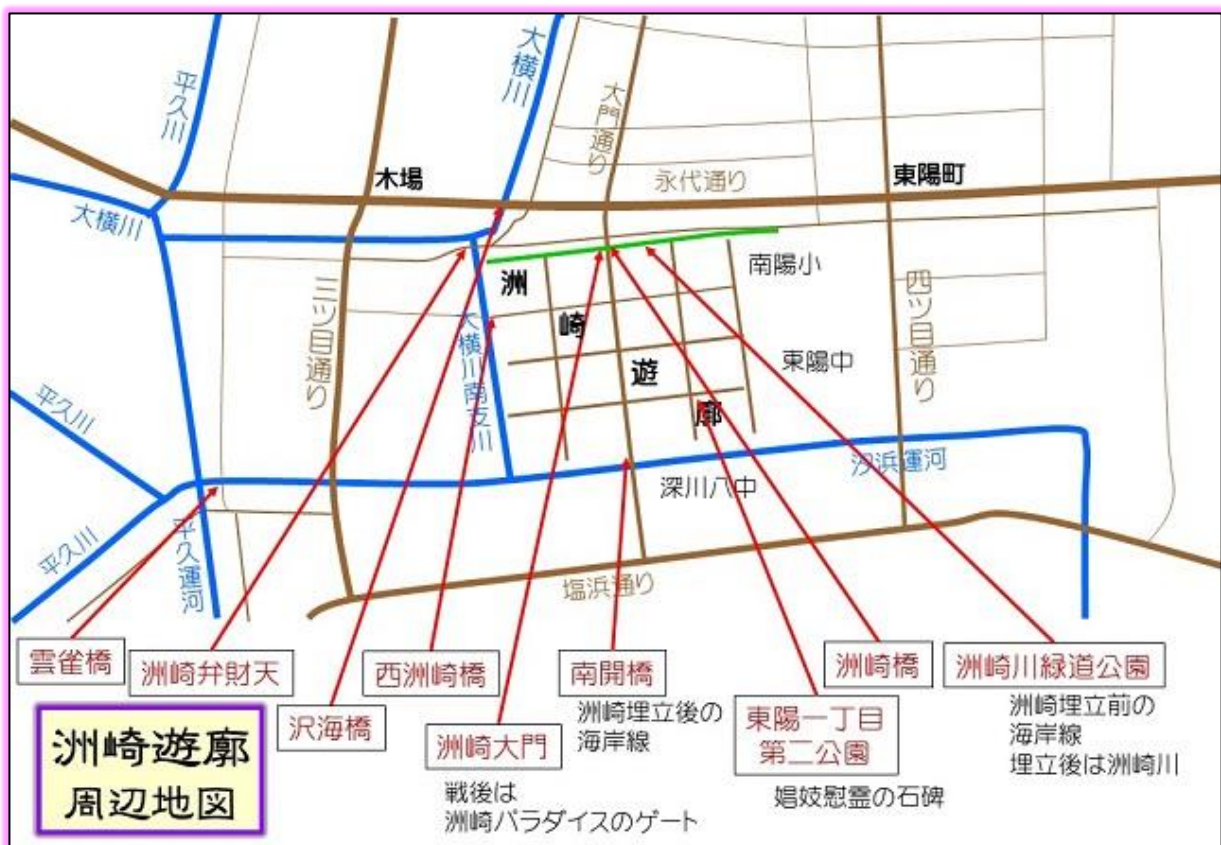 平久川
大横川
大門通り
木場
永代通り
東陽町
大横川
洲崎遊廓
南陽小
三ツ目通り
大横川南支川
四ツ目通り
東陽中
平久川
汐浜運河
深川八中
平久川
平久運河
塩浜通り
雲雀橋
洲崎弁財天
沢海橋
西洲崎橋
洲崎大門
戦後は
洲崎パラダイスのゲート
南開橋
洲崎埋立後の
海岸線
東陽一丁目
第二公園
娼妓慰霊の石碑
洲崎橋
洲崎川緑道公園
洲崎埋立前の
海岸線
埋立後は洲崎川
洲崎遊廓
周辺地図